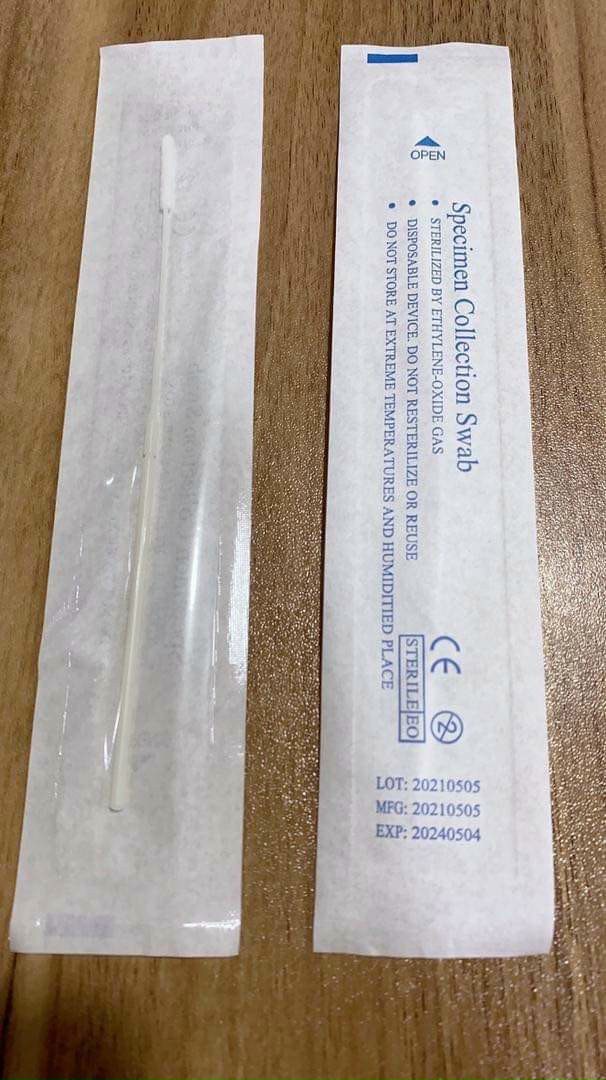 OPEN
Specimen Collection Swab
• STERILIZED BY ETHYLENE-OXIDE GAS
• DISPOSABLE DEVICE. DO NOT RESTERILIZE OR REUSE
• DO NOT STORE AT EXTREME TEMPERATURES AND HUMIDITIED PLACE
CE
2
STERILE EO
LOT: 20210505
MFG: 20210505
EXP: 20240504